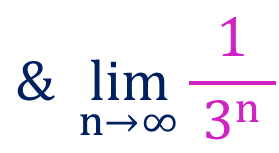 & lim n→∞ 1/3ⁿ